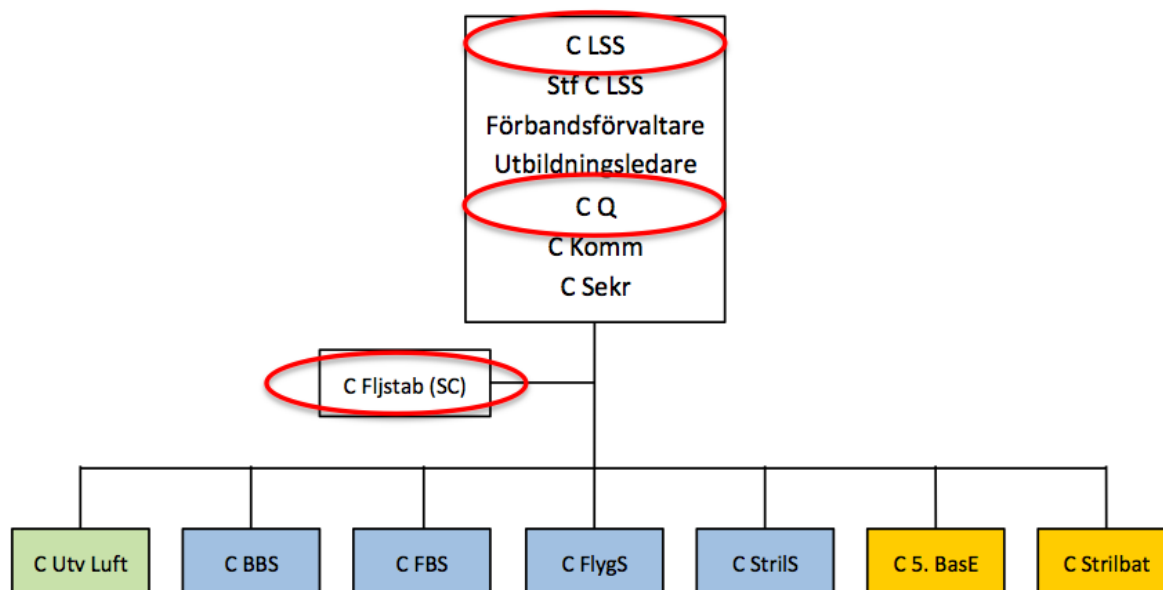 C LSS
Stf C LSS
Förbandsförvaltare
Utbildningsledare
C Q
C Komm
C Sekr
C Fljstab (SC)
C Utv Luft
C BBS
C FBS
C FlygS
C StrilS
C 5. BasE
C Strilbat